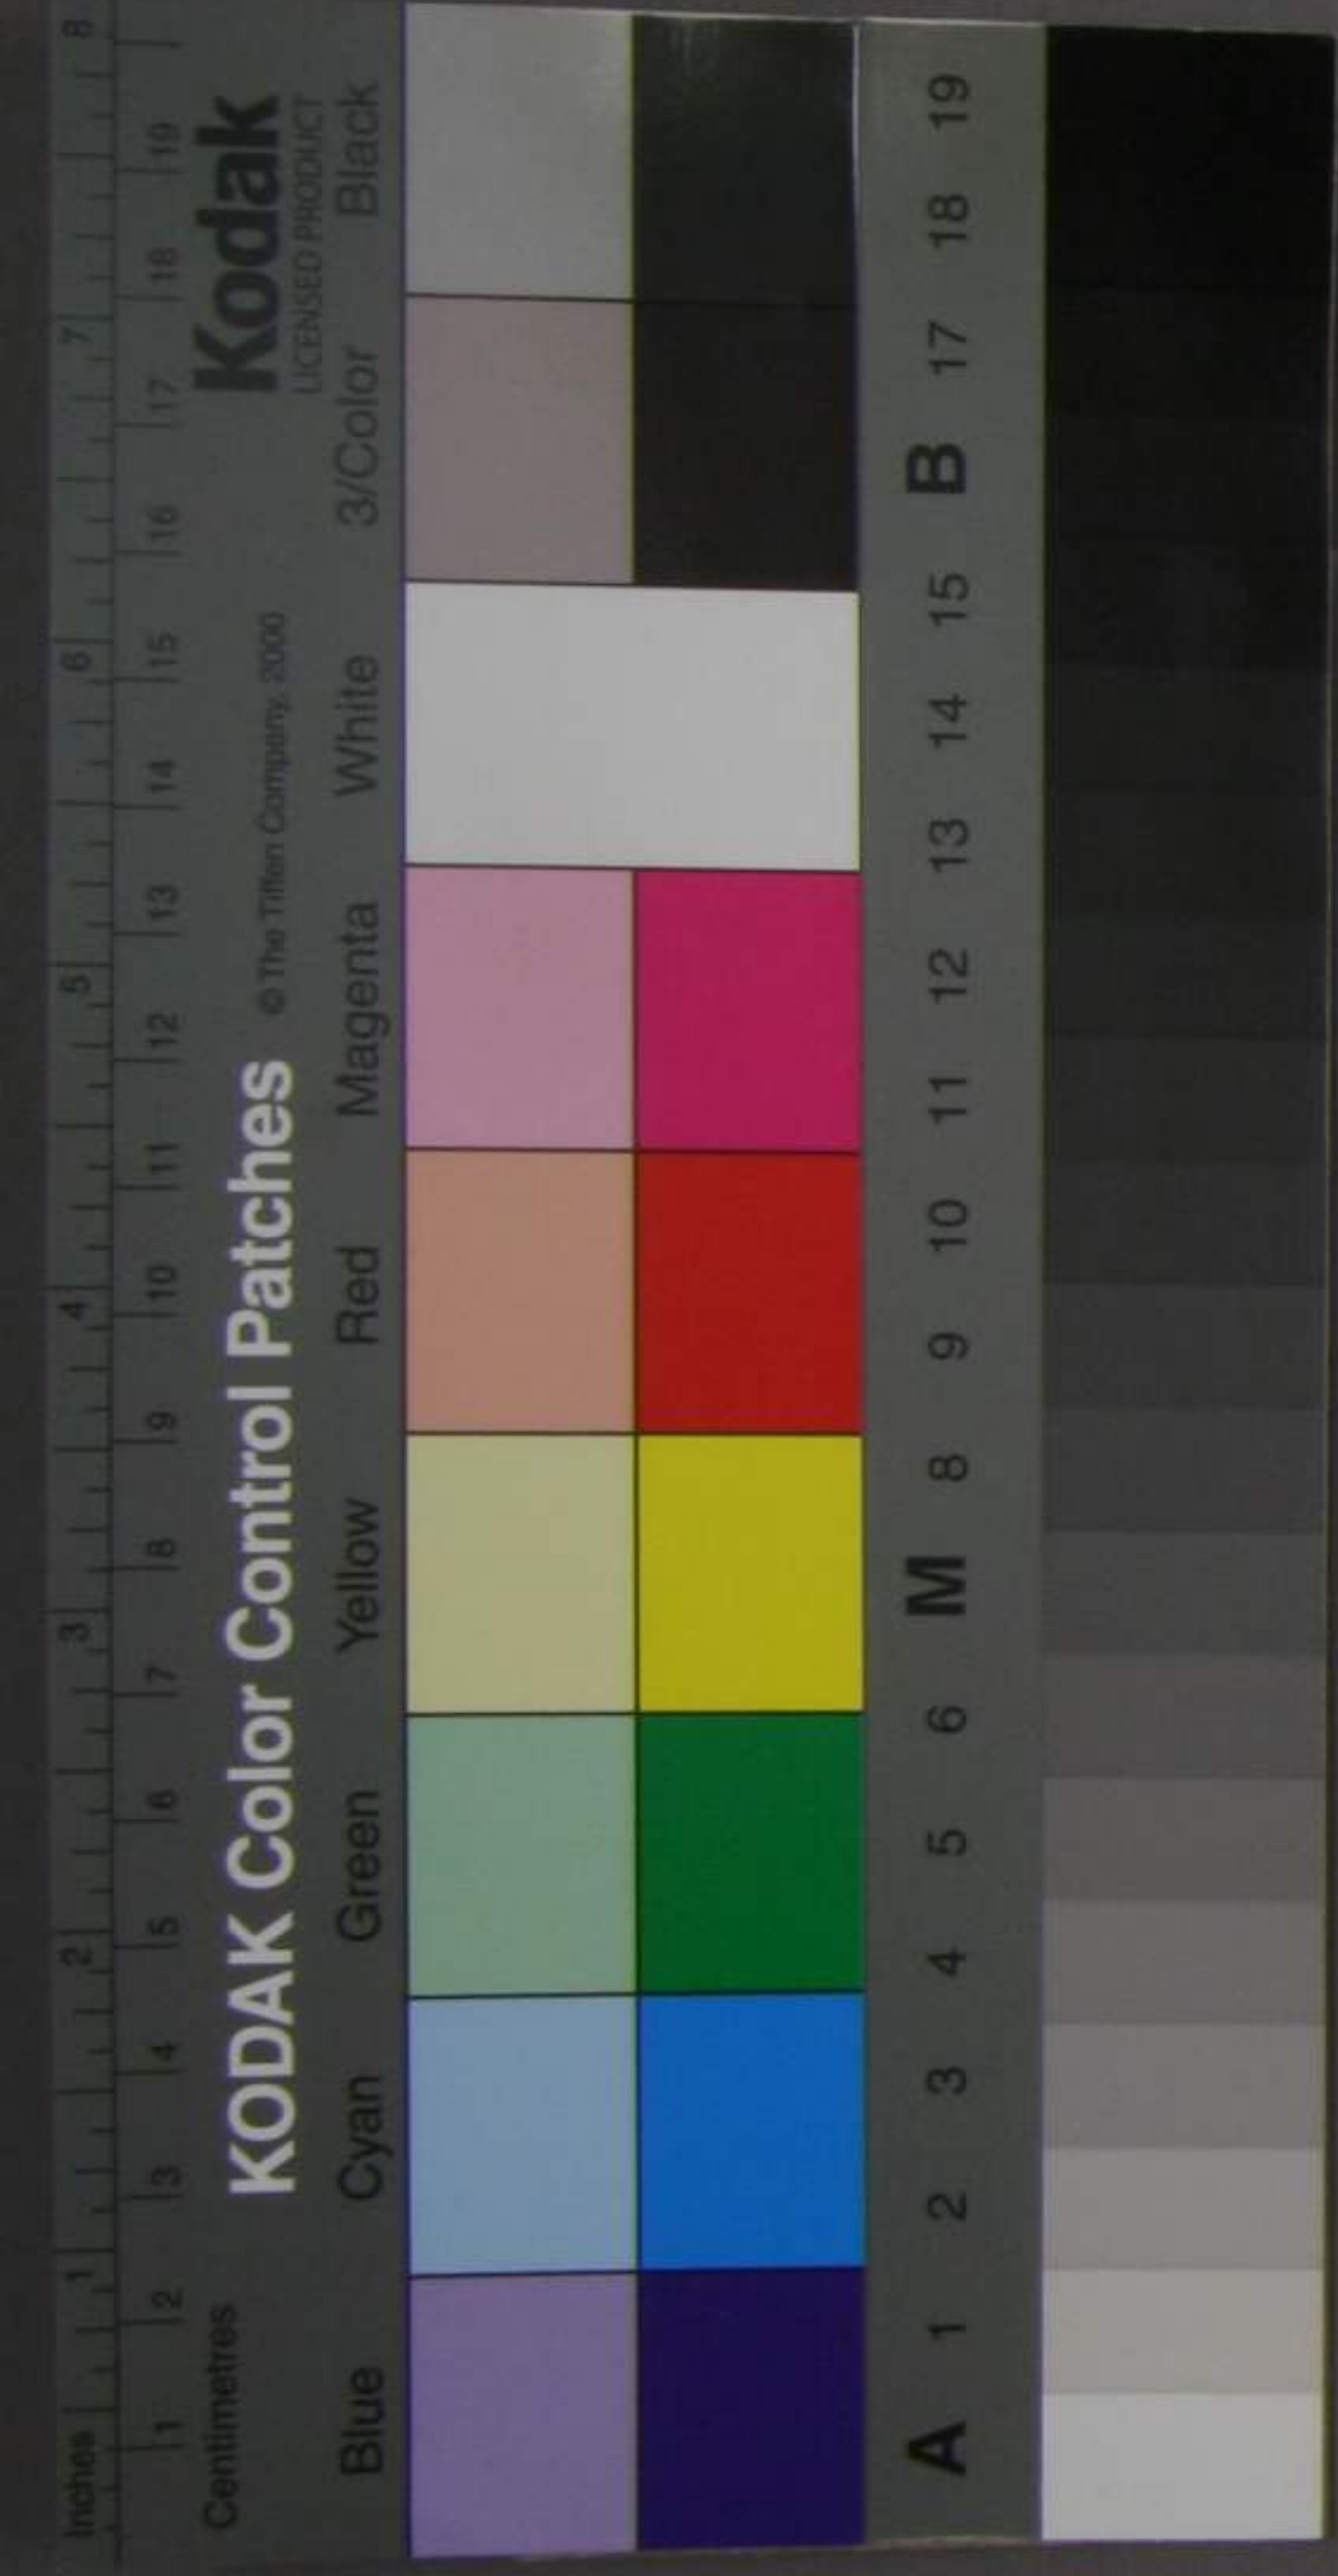 Inches 1 2 3 4 5 6 7 8
Centimetres 1 2 3 4 5 6 7 8 9 10 11 12 13 14 15 16 17 18 19
KODAK Color Control Patches © The Tiffen Company, 2000 Kodak
LICENSED PRODUCT
Blue Cyan Green Yellow Red Magenta White 3/Color Black
A 1 2 3 4 5 6 M 8 9 10 11 12 13 14 15 B 17 18 19